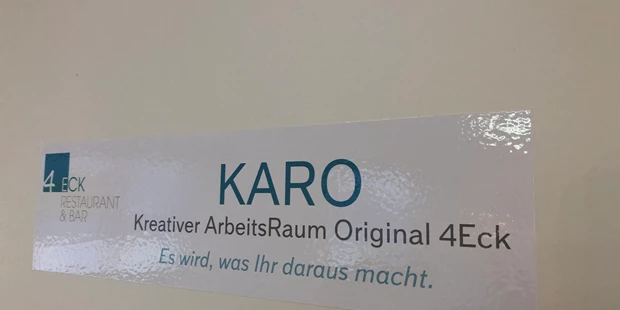 4 ECK
RESTAURANT
& BAR
KARO
Kreativer ArbeitsRaum Original 4Eck
Es wird, was Ihr daraus macht.